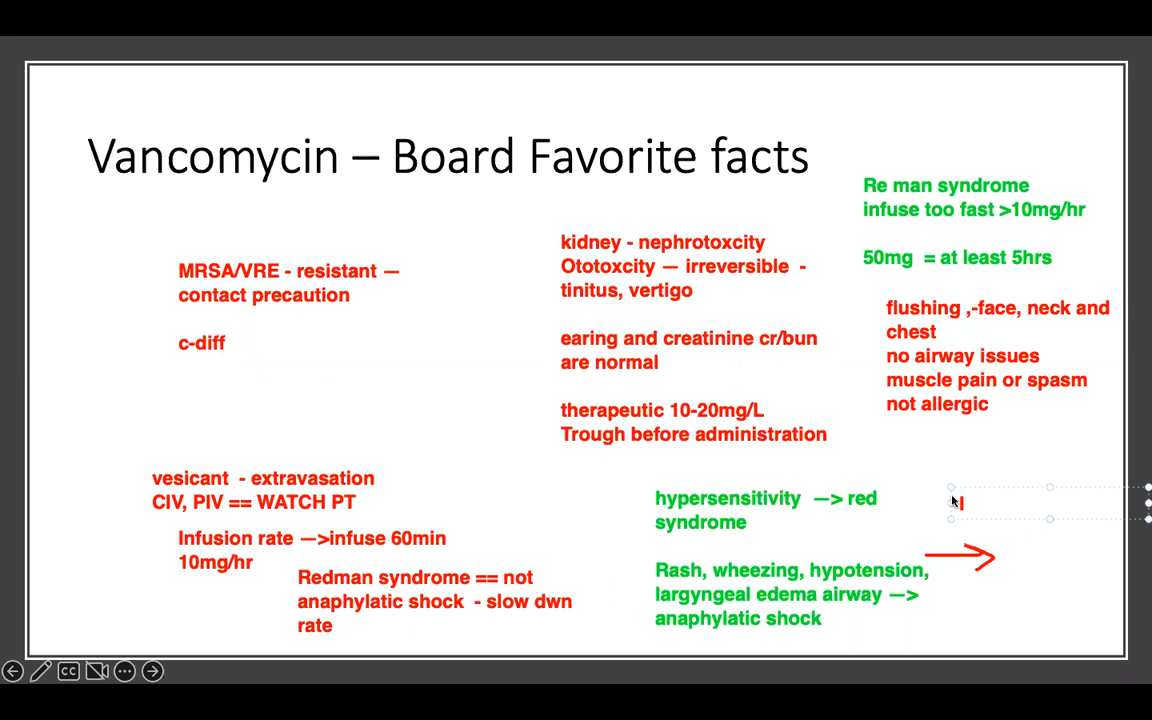 Vancomycin – Board Favorite facts
MRSA/VRE - resistant —
contact precaution
c-diff
vesicant - extravasation
CIV, PIV == WATCH PT
Infusion rate —>infuse 60min
10mg/hr
Redman syndrome == not
anaphylatic shock - slow dwn
rate
kidney - nephrotoxcity
Ototoxcity — irreversible -
tinitus, vertigo
earing and creatinine cr/bun
are normal
therapeutic 10-20mg/L
Trough before administration
Re man syndrome
infuse too fast >10mg/hr
50mg = at least 5hrs
flushing ,-face, neck and
chest
no airway issues
muscle pain or spasm
not allergic
hypersensitivity —> red
syndrome
Rash, wheezing, hypotension,
largyngeal edema airway —>
anaphylatic shock
CC